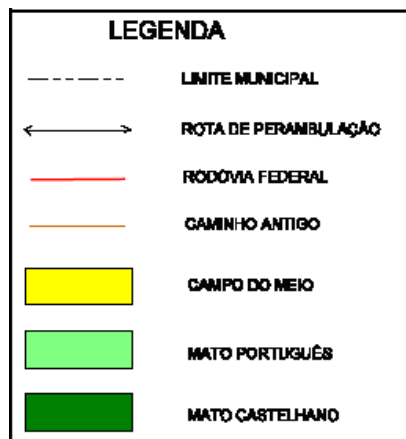 LEGENDA
LIMITE MUNICIPAL
ROTA DE PERAMBULAÇÃO
RODOVIA FEDERAL
CAMINHO ANTIGO
CAMPO DO MEIO
MATO PORTUGUÊS
MATO CASTELHANO